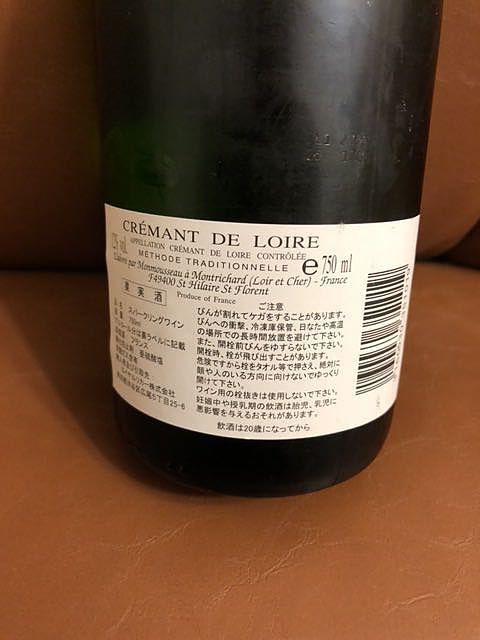 CRÉMANT DE LOIRE
APPELLATION CRÉMANT DE LOIRE CONTRÔLÉE
MÉTHODE TRADITIONNELLE
12% vol.
e 750 ml
Elaboré par Monmousseau à Montrichard (Loir et Cher) - France
F49400 St Hilaire St Florent
Produce of France
果実酒
スパークリングワイン
750ml
フランス
亜硫酸塩
ご注意
びんが割れてケガをすることがあります。
びんへの衝撃、冷凍庫保管、日なたや高温
の場所での長時間放置を避けて下さい。
また、開栓前びんをゆすらないで下さい。
開栓時、栓が飛び出すことがあります。
危険ですから栓をタオル等で押さえ、絶対に
顔や人のいる方向に向けないでゆっくり
開けて下さい。
ワイン用の栓抜きは使用しないで下さい。
妊娠中や授乳期の飲酒は胎児、乳児に
悪影響を与えるおそれがあります。
飲酒は20歳になってから